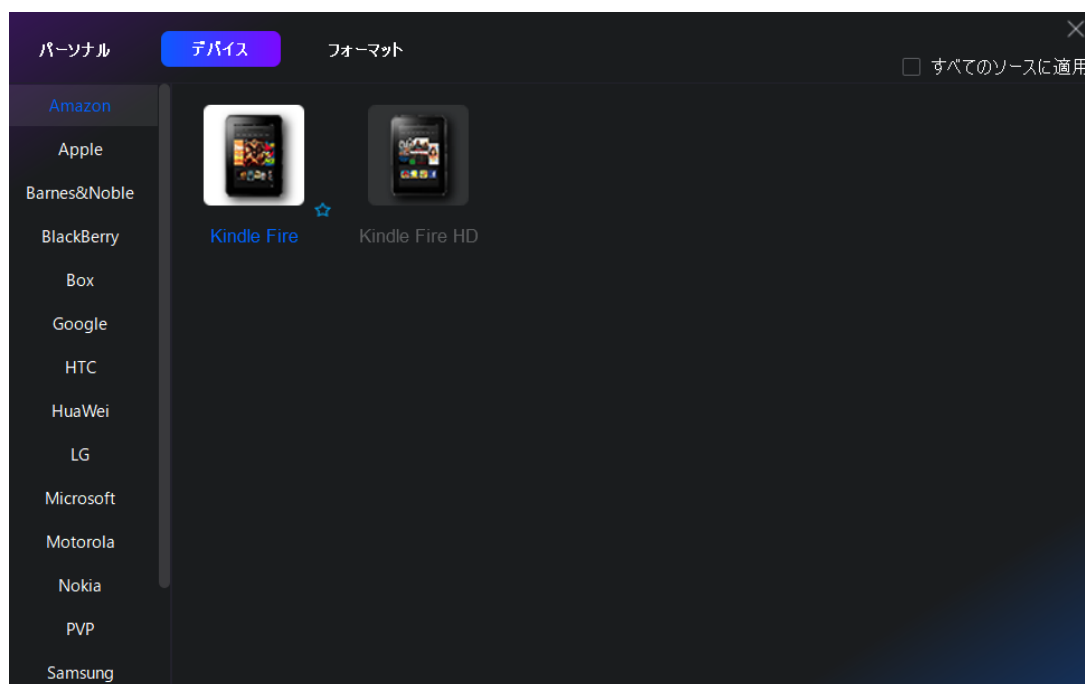 パーソナル
デバイス
フォーマット
すべてのソースに適用
Amazon
Apple
Barnes&Noble
BlackBerry
Box
Google
HTC
HuaWei
LG
Microsoft
Motorola
Nokia
PVP
Samsung
Kindle Fire
Kindle Fire HD